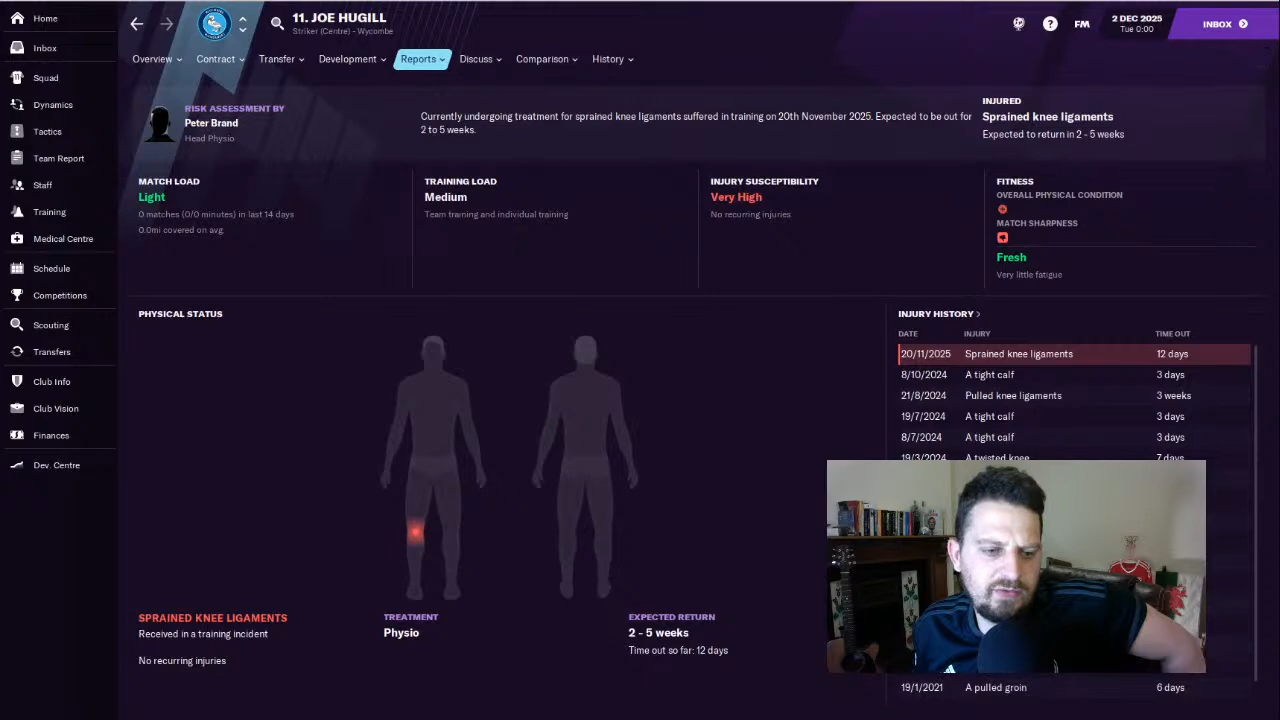 Home
Inbox
Squad
Dynamics
Tactics
Team Report
Staff
Training
Medical Centre
Schedule
Competitions
Scouting
Transfers
Club Info
Club Vision
Finances
Dev. Centre
11. JOE HUGILL
Striker (Centre) - Wycombe
?
FM
2 DEC 2025
Tue 0:00
INBOX
Overview
Contract
Transfer
Development
Reports
Discuss
Comparison
History
RISK ASSESSMENT BY
Peter Brand
Head Physio
Currently undergoing treatment for sprained knee ligaments suffered in training on 20th November 2025. Expected to be out for
2 to 5 weeks.
INJURED
Sprained knee ligaments
Expected to return in 2 - 5 weeks
MATCH LOAD
Light
0 matches (0/0 minutes) in last 14 days
0.0mi covered on avg.
TRAINING LOAD
Medium
Team training and individual training
INJURY SUSCEPTIBILITY
Very High
No recurring injuries
FITNESS
OVERALL PHYSICAL CONDITION
MATCH SHARPNESS
Fresh
Very little fatigue
PHYSICAL STATUS
SPRAINED KNEE LIGAMENTS
Received in a training incident
No recurring injuries
TREATMENT
Physio
EXPECTED RETURN
2 - 5 weeks
Time out so far: 12 days
INJURY HISTORY
DATE INJURY TIME OUT
20/11/2025 Sprained knee ligaments 12 days
8/10/2024 A tight calf 3 days
21/8/2024 Pulled knee ligaments 3 weeks
19/7/2024 A tight calf 3 days
8/7/2024 A tight calf 3 days
19/3/2024 A twisted knee 7 days
19/1/2021 A pulled groin 6 days